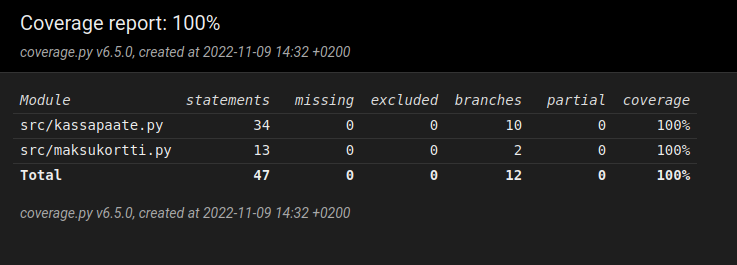 Coverage report: 100%
coverage.py v6.5.0, created at 2022-11-09 14:32 +0200
Module statements missing excluded branches partial coverage
src/kassapaate.py 34 0 0 10 0 100%
src/maksukortti.py 13 0 0 2 0 100%
Total 47 0 0 12 0 100%
coverage.py v6.5.0, created at 2022-11-09 14:32 +0200